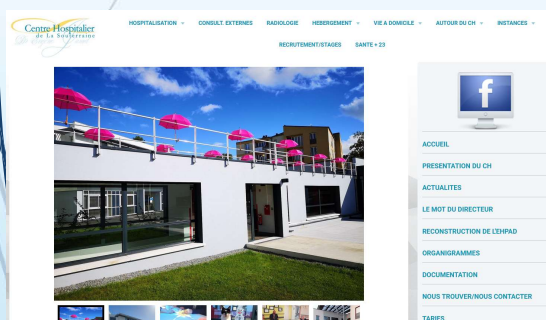 Centre Hospitalier
de La Souterraine
HOSPITALISATION
CONSULT. EXTERNES
RADIOLOGIE
HEBERGEMENT
VIE A DOMICILE
AUTOUR DU CH
INSTANCES
RECRUTEMENT/STAGES
SANTE + 23
f
ACCUEIL
PRESENTATION DU CH
ACTUALITES
LE MOT DU DIRECTEUR
RECONSTRUCTION DE L'EHPAD
ORGANIGRAMMES
DOCUMENTATION
NOUS TROUVER/NOUS CONTACTER
TARIFS